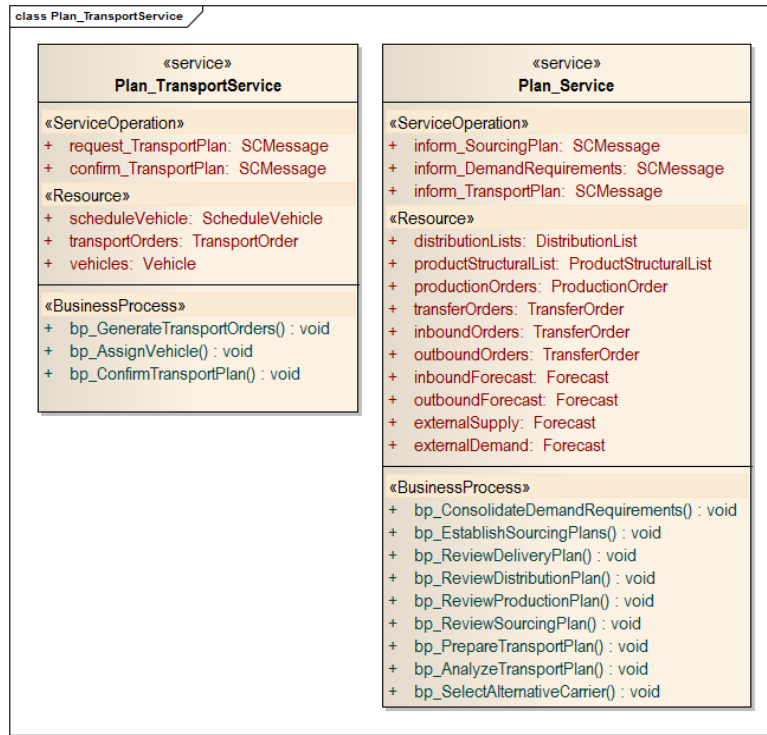 class Plan_TransportService
«service»
Plan_TransportService
«ServiceOperation»
+ request_TransportPlan: SCMessage
+ confirm_TransportPlan: SCMessage
«Resource»
+ scheduleVehicle: ScheduleVehicle
+ transportOrders: TransportOrder
+ vehicles: Vehicle
«BusinessProcess»
+ bp_GenerateTransportOrders() : void
+ bp_AssignVehicle() : void
+ bp_ConfirmTransportPlan() : void
«service»
Plan_Service
«ServiceOperation»
+ inform_SourcingPlan: SCMessage
+ inform_DemandRequirements: SCMessage
+ inform_TransportPlan: SCMessage
«Resource»
+ distributionLists: DistributionList
+ productStructuralList: ProductStructuralList
+ productionOrders: ProductionOrder
+ transferOrders: TransferOrder
+ inboundOrders: TransferOrder
+ outboundOrders: TransferOrder
+ inboundForecast: Forecast
+ outboundForecast: Forecast
+ externalSupply: Forecast
+ externalDemand: Forecast
«BusinessProcess»
+ bp_ConsolidateDemandRequirements() : void
+ bp_EstablishSourcingPlans() : void
+ bp_ReviewDeliveryPlan() : void
+ bp_ReviewDistributionPlan() : void
+ bp_ReviewProductionPlan() : void
+ bp_ReviewSourcingPlan() : void
+ bp_PrepareTransportPlan() : void
+ bp_AnalyzeTransportPlan() : void
+ bp_SelectAlternativeCarrier() : void